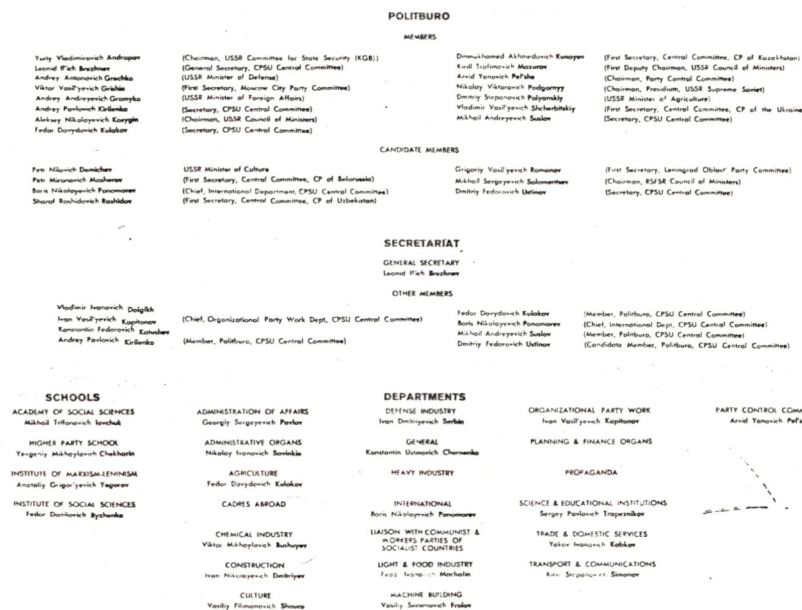 POLITBURO
MEMBERS
Yuriy Vladimirovich Andropov (Chairman, USSR Committee for State Security (KGB))
Leonid Il'ich Brezhnev (General Secretary, CPSU Central Committee)
Andrey Antonovich Grechko (USSR Minister of Defense)
Viktor Vasil'yevich Grishin (First Secretary, Moscow City Party Committee)
Andrey Andreyevich Gromyko (USSR Minister of Foreign Affairs)
Andrey Pavlovich Kirilenko (Secretary, CPSU Central Committee)
Aleksey Nikolayevich Kosygin (Chairman, USSR Council of Ministers)
Fedor Davydovich Kulakov (Secretary, CPSU Central Committee)
Dinmukhamed Akhmedovich Kunayev (First Secretary, Central Committee, CP of Kazakhstan)
Kirill Trofimovich Mazurov (First Deputy Chairman, USSR Council of Ministers)
Arvid Yanovich Pel'she (Chairman, Party Control Committee)
Nikolay Viktorovich Podgornyy (Chairman, Presidium, USSR Supreme Soviet)
Dmitriy Stepanovich Polyanskiy (USSR Minister of Agriculture)
Vladimir Vasil'yevich Shcherbitskiy (First Secretary, Central Committee, CP of the Ukraine
Mikhail Andreyevich Suslov (Secretary, CPSU Central Committee)
CANDIDATE MEMBERS
Petr Nilovich Demichev USSR Minister of Culture
Petr Mironovich Masherov (First Secretary, Central Committee, CP of Belorussia)
Boris Nikolayevich Ponomarev (Chief, International Department, CPSU Central Committee)
Sharaf Rashidovich Rashidov (First Secretary, Central Committee, CP of Uzbekistan)
Grigoriy Vasil'yevich Romanov (First Secretary, Leningrad Oblast' Party Committee)
Mikhail Sergeyevich Solomentsev (Chairman, RSFSR Council of Ministers)
Dmitriy Fedorovich Ustinov (Secretary, CPSU Central Committee)
SECRETARIAT
GENERAL SECRETARY
Leonid Il'ich Brezhnev
OTHER MEMBERS
Vladimir Ivanovich Dolgikh
Ivan Vasil'yevich Kapitonov (Chief, Organizational Party Work Dept, CPSU Central Committee)
Konstantin Fedorovich Katushev
Andrey Pavlovich Kirilenko (Member, Politburo, CPSU Central Committee)
Fedor Davydovich Kulakov (Member, Politburo, CPSU Central Committee)
Boris Nikolayevich Ponomarev (Chief, International Dept, CPSU Central Committee)
Mikhail Andreyevich Suslov (Member, Politburo, CPSU Central Committee)
Dmitriy Fedorovich Ustinov (Candidate Member, Politburo, CPSU Central Committee)
SCHOOLS
ACADEMY OF SOCIAL SCIENCES
Mikhail Trifonovich Iovchuk
HIGHER PARTY SCHOOL
Yevgeniy Mikhaylovich Chekharin
INSTITUTE OF MARXISM-LENINISM
Anatoliy Grigor'yevich Yegorov
INSTITUTE OF SOCIAL SCIENCES
Fedor Danilovich Ryzhenko
DEPARTMENTS
ADMINISTRATION OF AFFAIRS
Georgiy Sergeyevich Pavlov
ADMINISTRATIVE ORGANS
Nikolay Ivanovich Savinkin
AGRICULTURE
Fedor Davydovich Kulakov
CADRES ABROAD
CHEMICAL INDUSTRY
Viktor Mikhaylovich Bushuyev
CONSTRUCTION
Ivan Nikolayevich Dmitriyev
CULTURE
Vasiliy Filimonovich Shauro
DEFENSE INDUSTRY
Ivan Dmitriyevich Serbin
GENERAL
Konstantin Ustinovich Chernenko
HEAVY INDUSTRY
INTERNATIONAL
Boris Nikolayevich Ponomarev
LIAISON WITH COMMUNIST &
WORKERS PARTIES OF
SOCIALIST COUNTRIES
LIGHT & FOOD INDUSTRY
Mochalin
MACHINE BUILDING
Vasiliy Semenovich Frolov
ORGANIZATIONAL PARTY WORK
Ivan Vasil'yevich Kapitonov
PLANNING & FINANCE ORGANS
PROPAGANDA
SCIENCE & EDUCATIONAL INSTITUTIONS
Sergey Pavlovich Trapeznikov
TRADE & DOMESTIC SERVICES
Yakov Ivanovich Kabkov
TRANSPORT & COMMUNICATIONS
Simonov
PARTY CONTROL COM
Arvid Yanovich Pel's